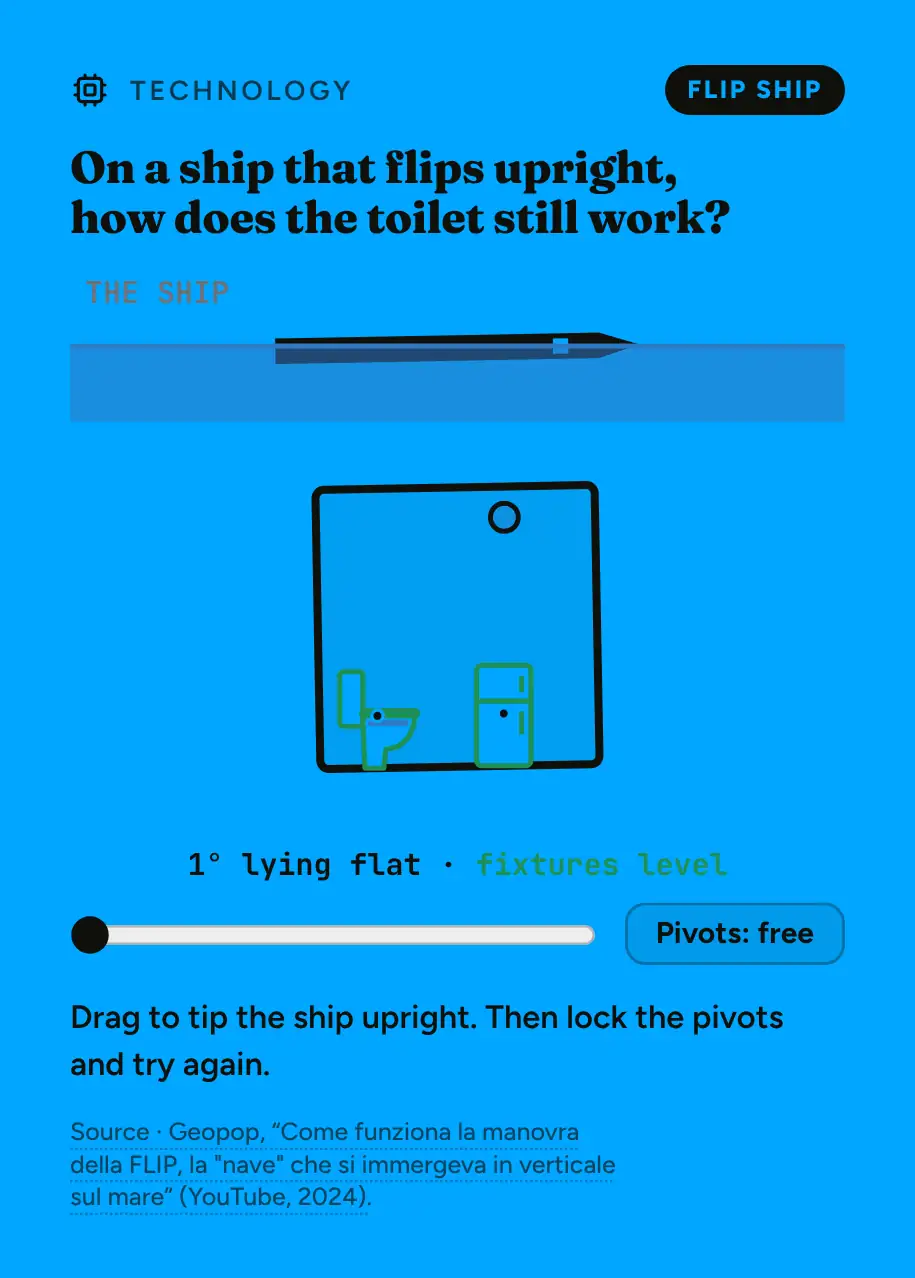 TECHNOLOGY
FLIP SHIP
On a ship that flips upright,
how does the toilet still work?
THE SHIP
1° lying flat · fixtures level
Pivots: free
Drag to tip the ship upright. Then lock the pivots
and try again.
Source · Geopop, “Come funziona la manovra
della FLIP, la "nave" che si immergeva in verticale
sul mare” (YouTube, 2024).